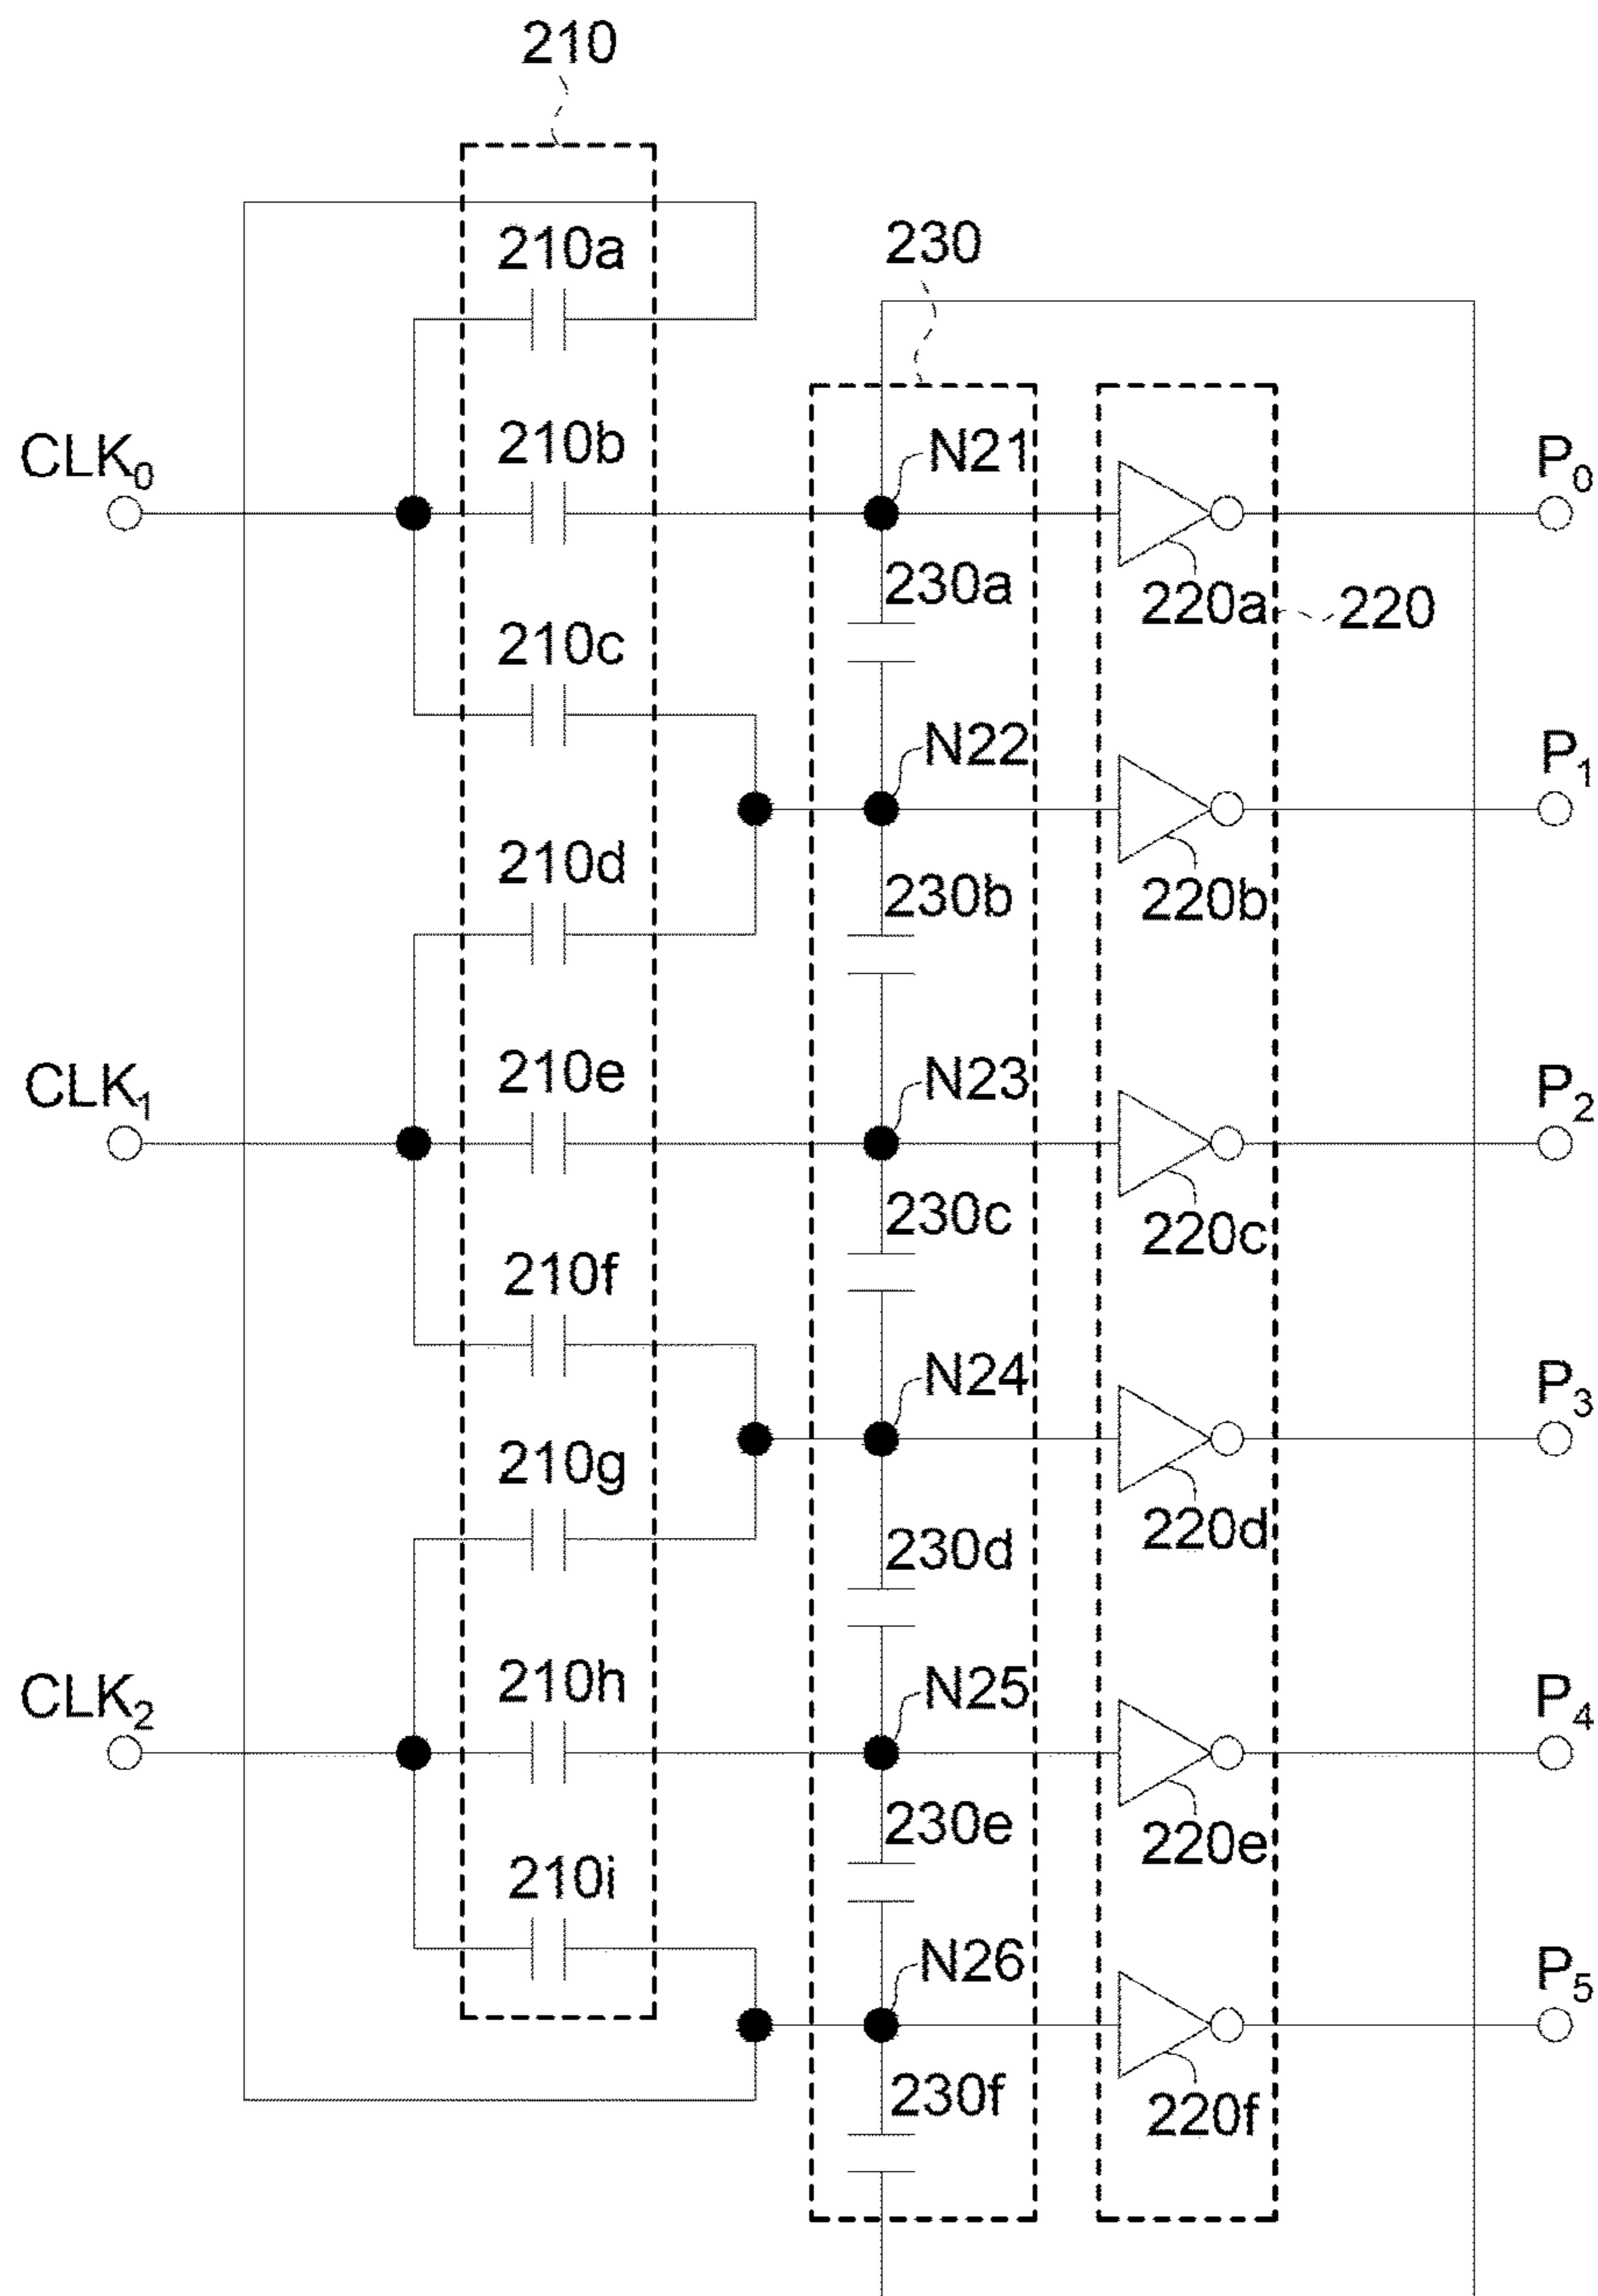 210
210a
230
CLK₀
210b
N21
P₀
230a
220a
220
210c
N22
P₁
210d
230b
220b
CLK₁
210e
N23
P₂
230c
220c
210f
N24
P₃
210g
230d
220d
CLK₂
210h
N25
P₄
230e
220e
210i
N26
P₅
230f
220f